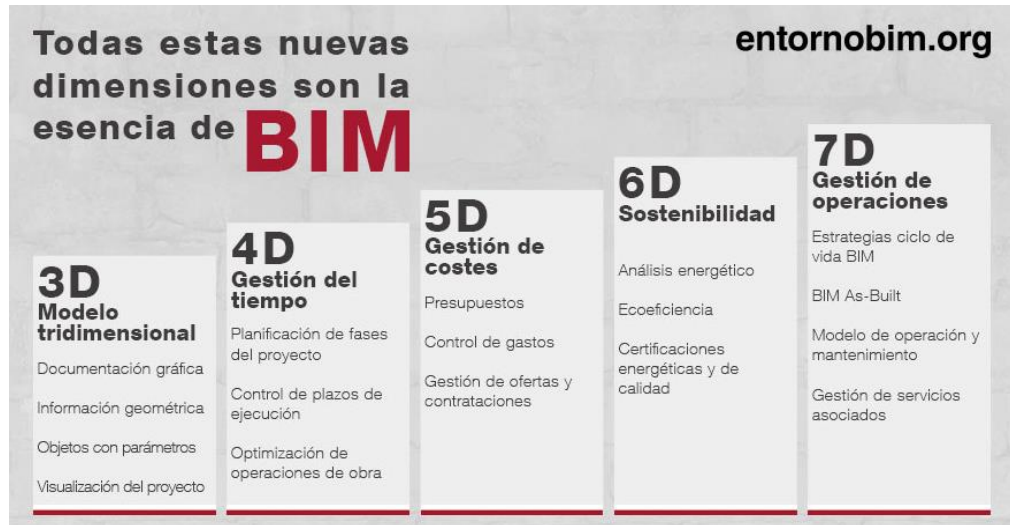 Todas estas nuevas
dimensiones son la
esencia de BIM
entornobim.org
3D
Modelo
tridimensional
Documentación gráfica
Información geométrica
Objetos con parámetros
Visualización del proyecto
4D
Gestión del
tiempo
Planificación de fases
del proyecto
Control de plazos de
ejecución
Optimización de
operaciones de obra
5D
Gestión de
costes
Presupuestos
Control de gastos
Gestión de ofertas y
contrataciones
6D
Sostenibilidad
Análisis energético
Ecoeficiencia
Certificaciones
energéticas y de
calidad
7D
Gestión de
operaciones
Estrategias ciclo de
vida BIM
BIM As-Built
Modelo de operación y
mantenimiento
Gestión de servicios
asociados